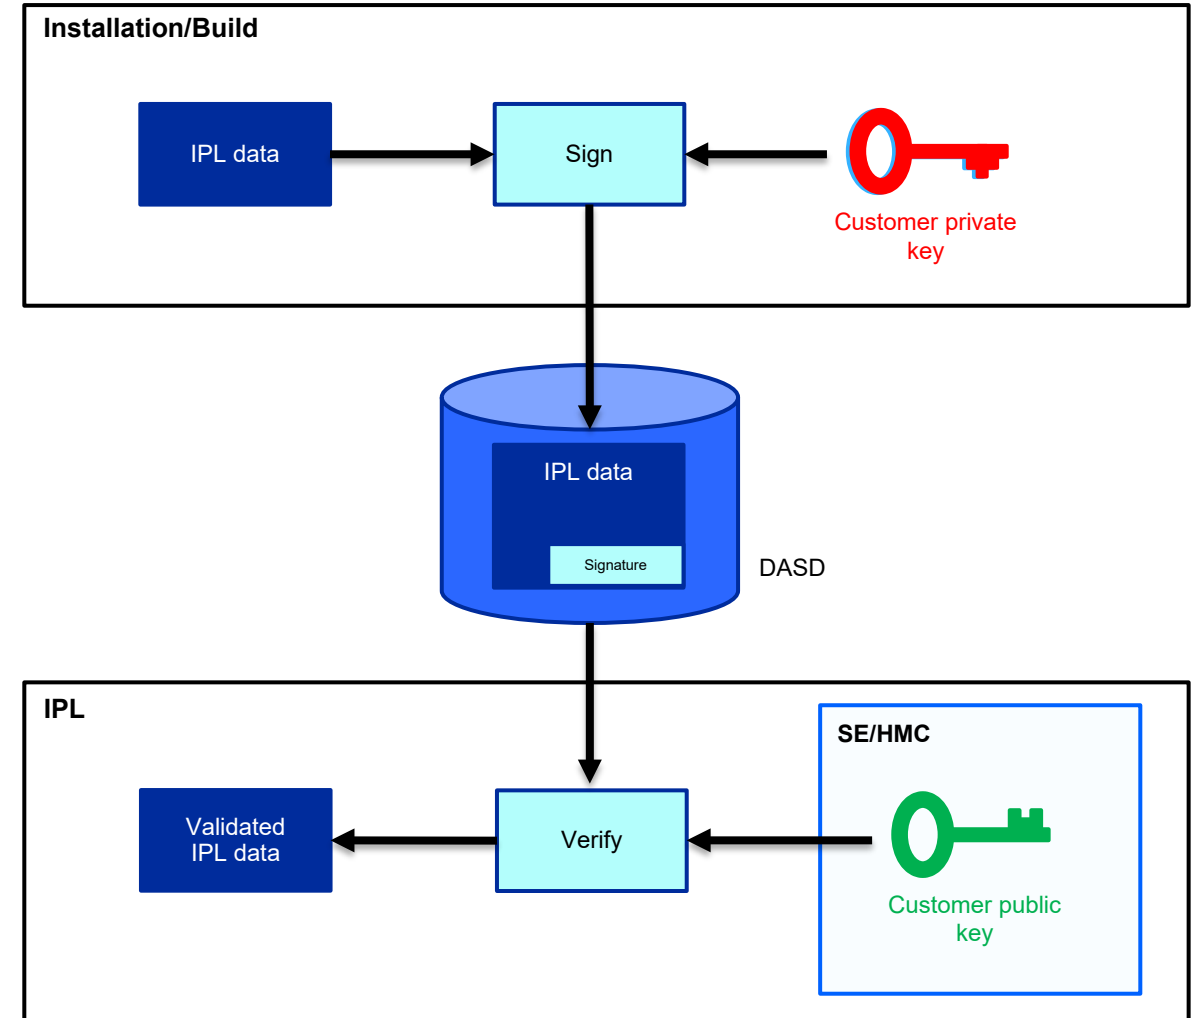 Installation/Build
IPL data
Sign
Customer private
key
IPL data
Signature
DASD
IPL
SE/HMC
Validated
IPL data
Verify
Customer public
key